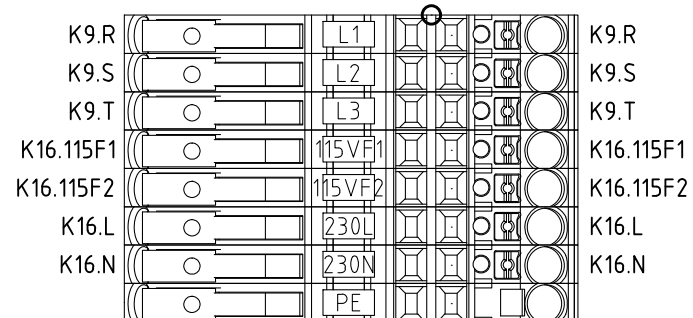 K9.R L1 K9.R
K9.S L2 K9.S
K9.T L3 K9.T
K16.115F1 115VF1 K16.115F1
K16.115F2 115VF2 K16.115F2
K16.L 230L K16.L
K16.N 230N K16.N
PE